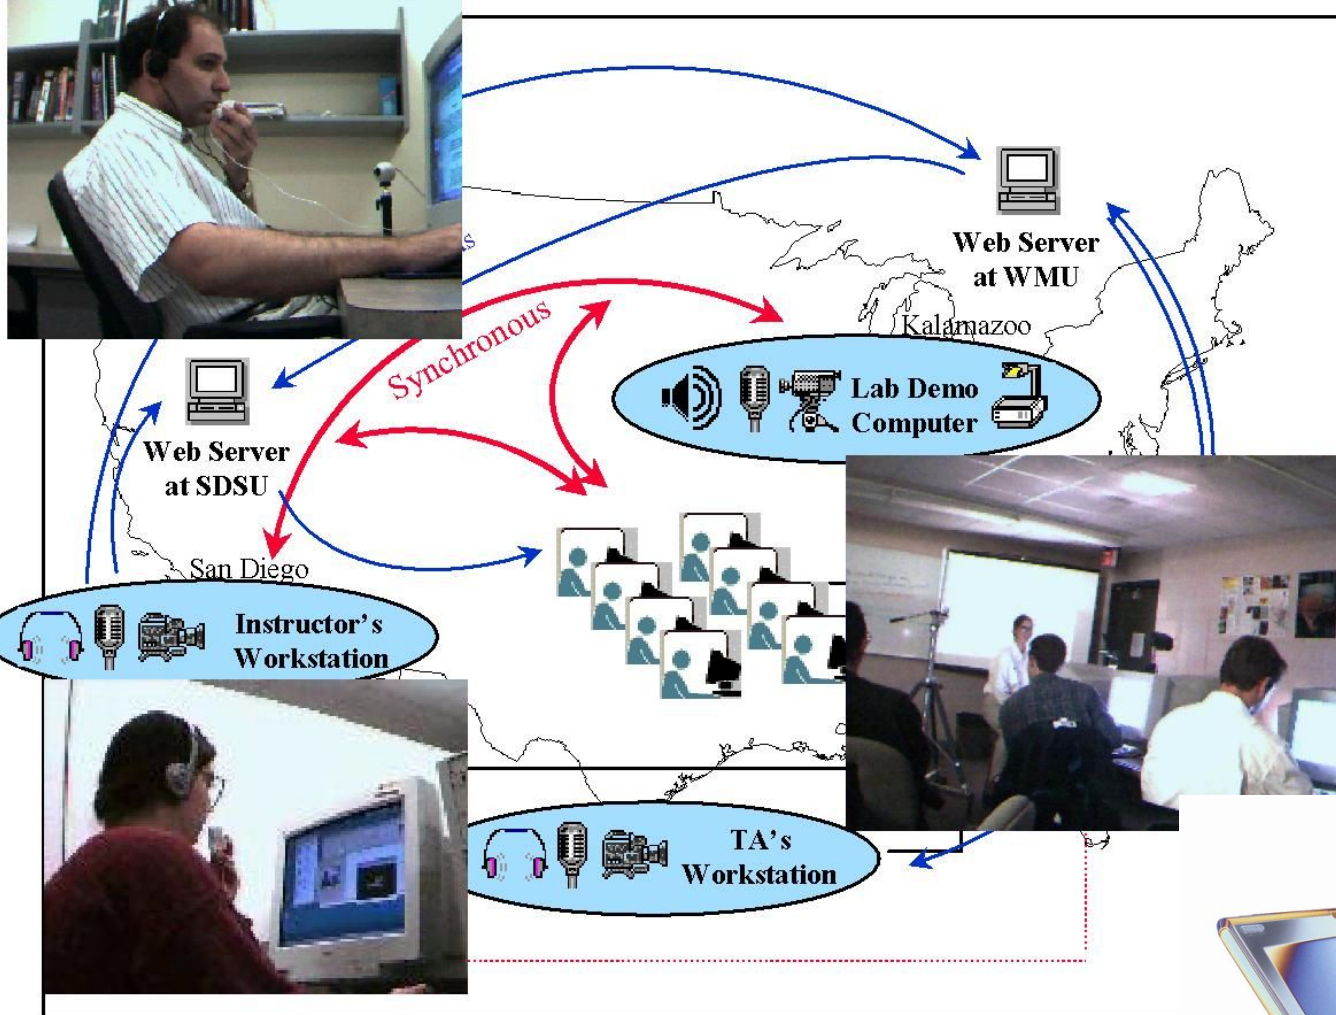 Web Server
at WMU
Kalamazoo
Synchronous
Lab Demo
Computer
Web Server
at SDSU
San Diego
Instructor's
Workstation
TA's
Workstation